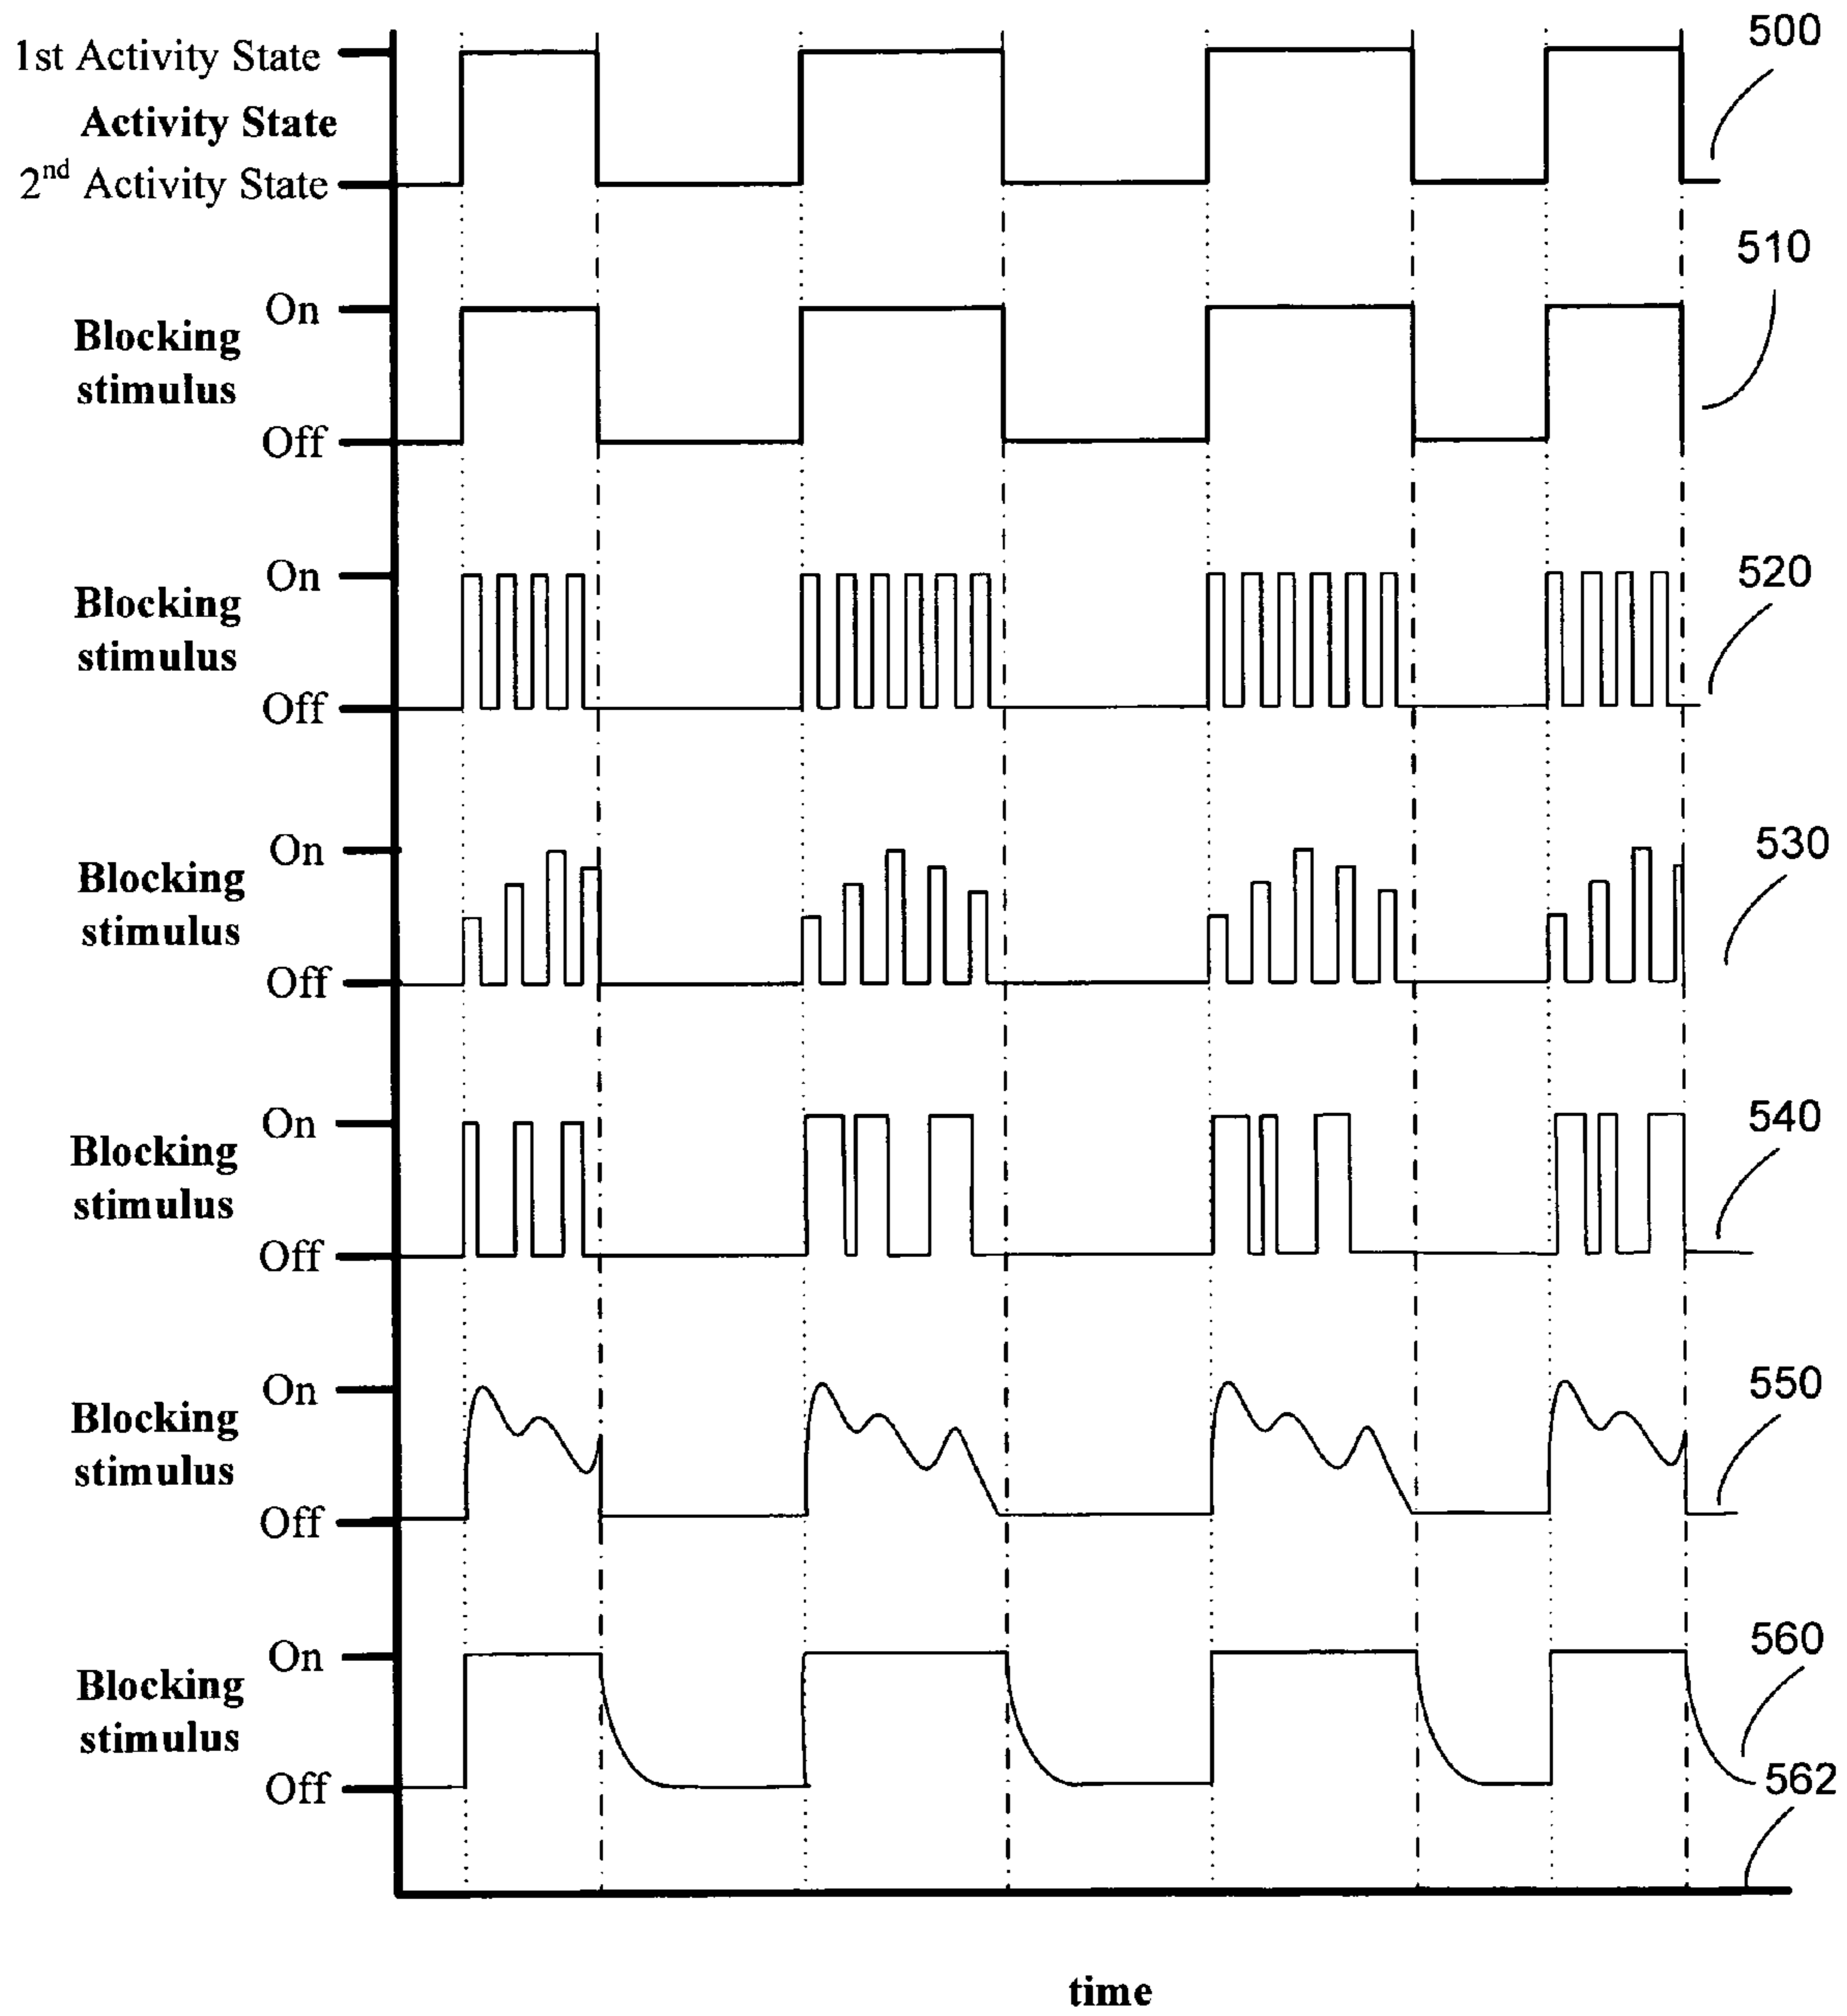 500
1st Activity State
Activity State
2nd Activity State
510
On
Blocking
stimulus
Off
520
On
Blocking
stimulus
Off
530
On
Blocking
stimulus
Off
540
On
Blocking
stimulus
Off
550
On
Blocking
stimulus
Off
560
On
Blocking
stimulus
Off
562
time